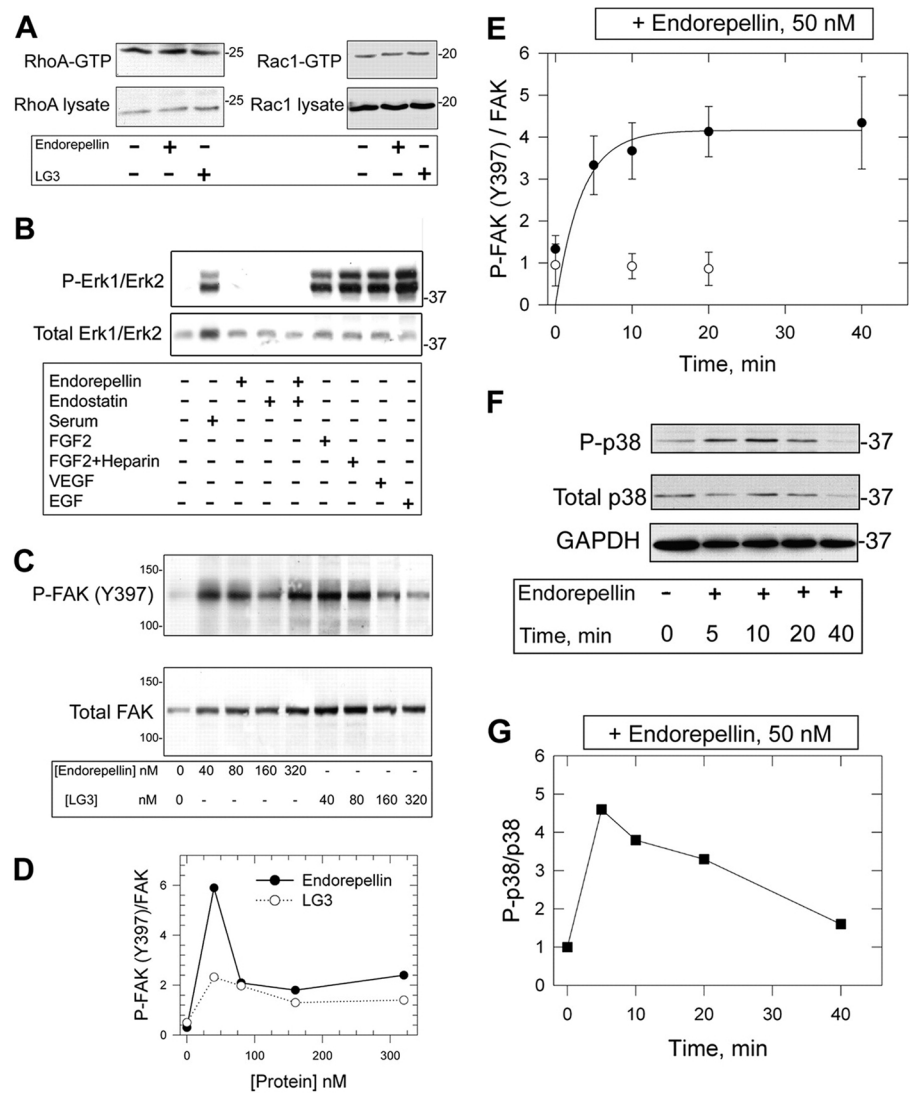 A
RhoA-GTP -25 Rac1-GTP -20
RhoA lysate -25 Rac1 lysate -20
Endorepellin - + - - + -
LG3 - - + - - +
B
P-Erk1/Erk2 -37
Total Erk1/Erk2 -37
Endorepellin - - + - + - - - -
Endostatin - - - + + - - - -
Serum - + - - - - - - -
FGF2 - - - - - + - - -
FGF2+Heparin - - - - - - + - -
VEGF - - - - - - - + -
EGF - - - - - - - - +
C
150-
P-FAK (Y397)
100-
150-
Total FAK
100-
[Endorepellin] nM 0 40 80 160 320 - - - -
[LG3] nM 0 - - - - 40 80 160 320
D
P-FAK (Y397)/FAK
6
4
2
0
Endorepellin
LG3
0 100 200 300
[Protein] nM
E
+ Endorepellin, 50 nM
P-FAK (Y397) / FAK
6
5
4
3
2
1
0
0 10 20 30 40
Time, min
F
P-p38 -37
Total p38 -37
GAPDH -37
Endorepellin - + + + +
Time, min 0 5 10 20 40
G
+ Endorepellin, 50 nM
P-p38/p38
6
5
4
3
2
1
0
0 10 20 30 40
Time, min